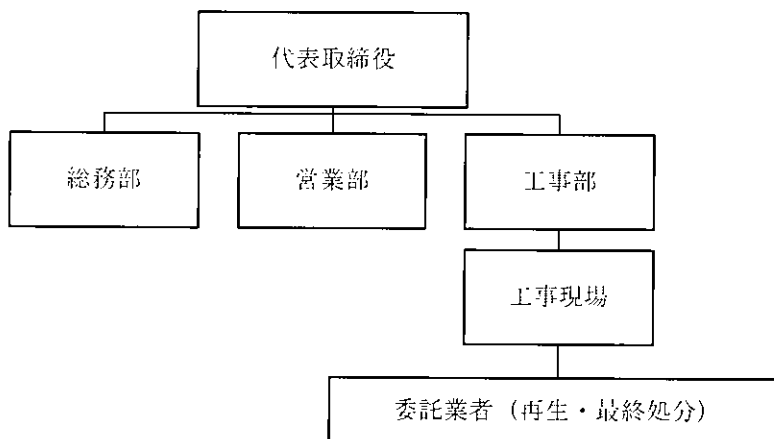 代表取締役
総務部
営業部
工事部
工事現場
委託業者（再生・最終処分）